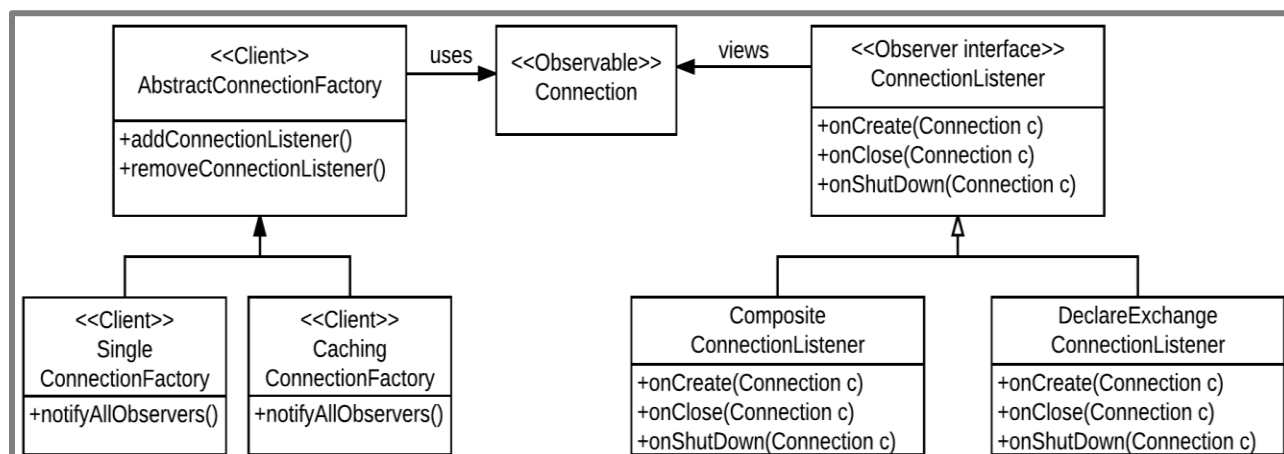 <<Client>>
AbstractConnectionFactory
+addConnectionListener()
+removeConnectionListener()
uses
<<Observable>>
Connection
views
<<Observer interface>>
ConnectionListener
+onCreate(Connection c)
+onClose(Connection c)
+onShutDown(Connection c)
<<Client>>
Single
ConnectionFactory
+notifyAllObservers()
<<Client>>
Caching
ConnectionFactory
+notifyAllObservers()
Composite
ConnectionListener
+onCreate(Connection c)
+onClose(Connection c)
+onShutDown(Connection c)
DeclareExchange
ConnectionListener
+onCreate(Connection c)
+onClose(Connection c)
+onShutDown(Connection c)